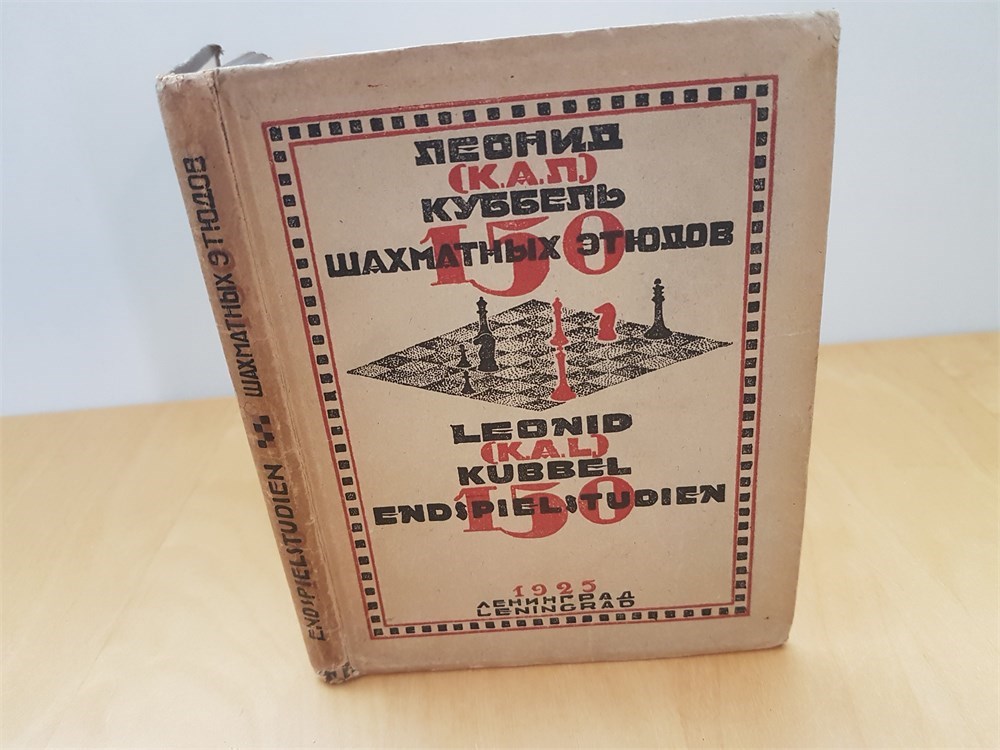 ЛЕОНИД
(К.А.Л)
КУББЕЛЬ
150
ШАХМАТНЫХ ЭТЮДОВ
LEONID
(K.A.L)
KUBBEL
150
ENDSPIELSTUDIEN
1925
ЛЕНИНГРАД
LENINGRAD
ENDSPIELSTUDIEN ШАХМАТНЫХ ЭТЮДОВ